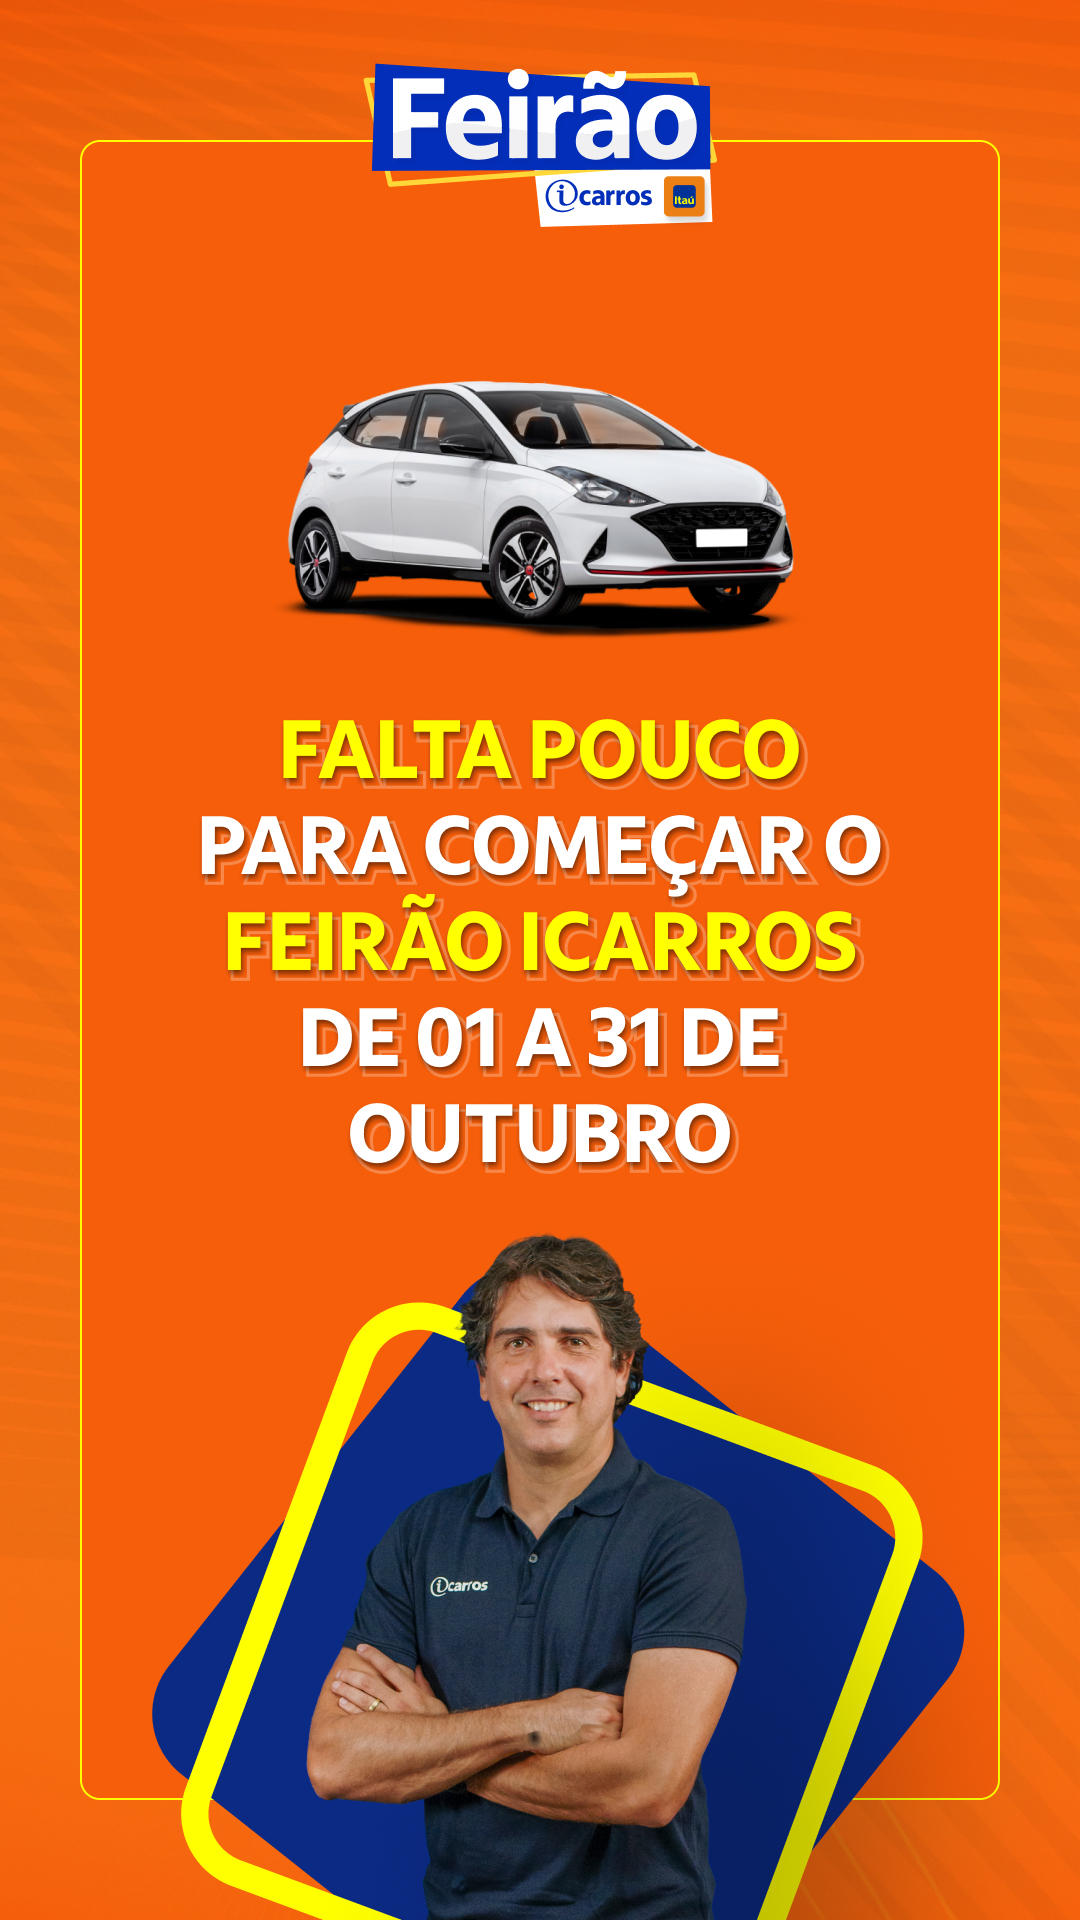 Feirão
icarros Itaú
FALTA POUCO
PARA COMEÇAR O
FEIRÃO ICARROS
DE 01 A 31 DE
OUTUBRO
icarros